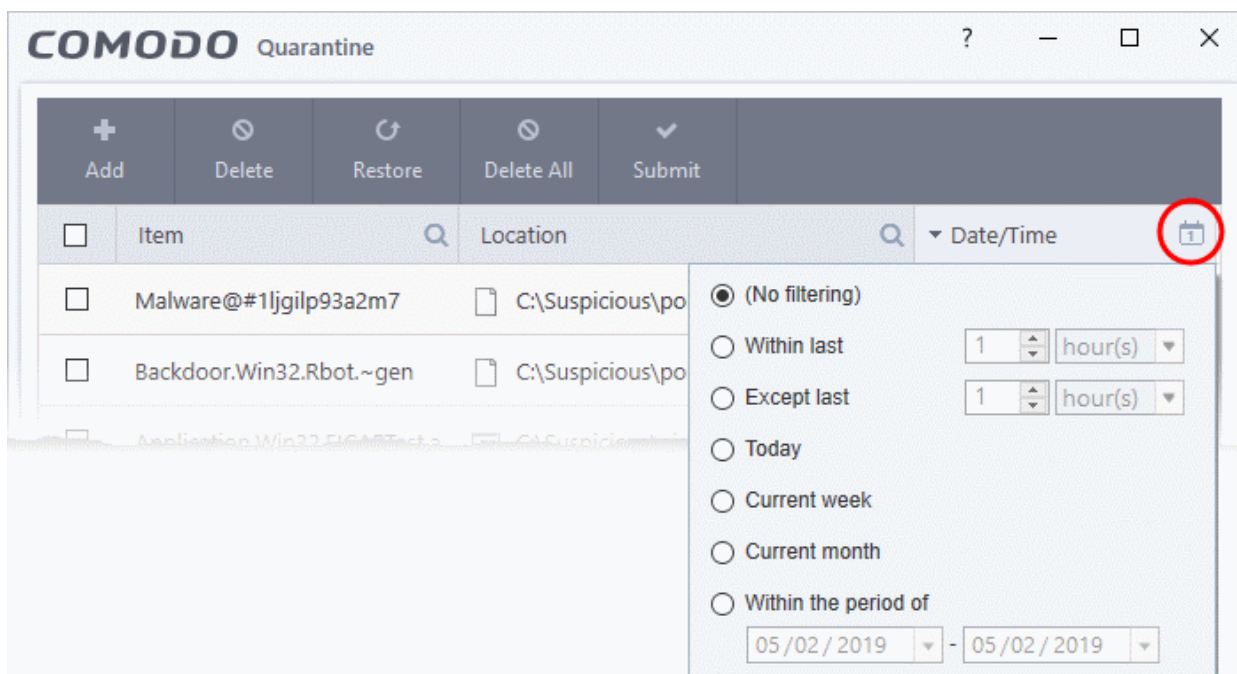 COMODO Quarantine ?
Add Delete Restore Delete All Submit
Item Location Date/Time 1
Malware@#1ljgilp93a2m7 C:\Suspicious\po
Backdoor.Win32.Rbot.~gen C:\Suspicious\po
(No filtering)
Within last 1 hour(s)
Except last 1 hour(s)
Today
Current week
Current month
Within the period of
05/02/2019 - 05/02/2019